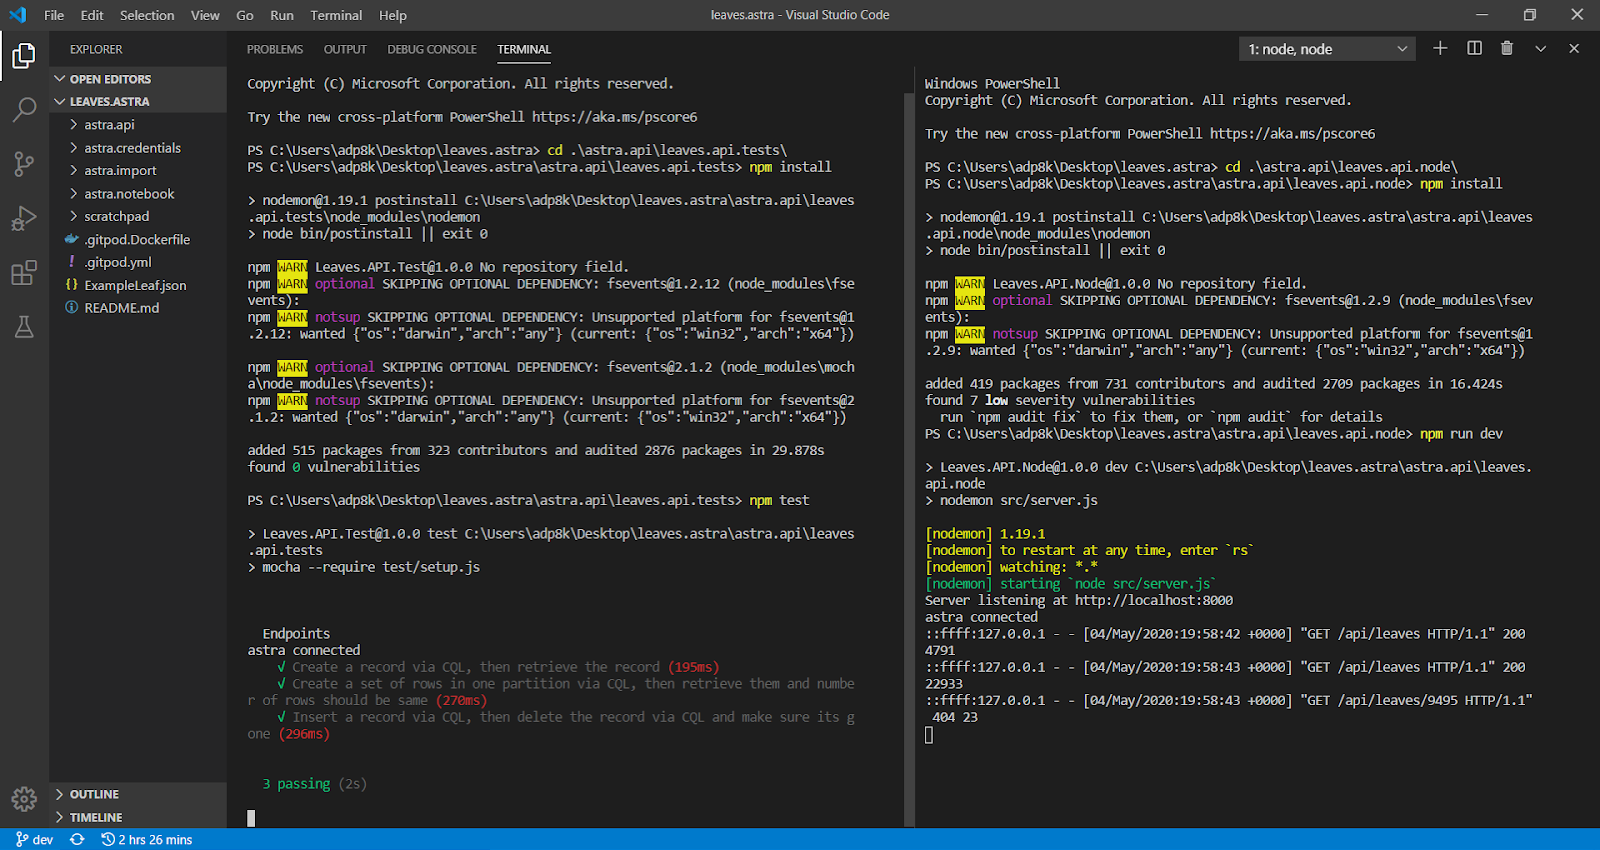 File Edit Selection View Go Run Terminal Help
leaves.astra - Visual Studio Code
EXPLORER
OPEN EDITORS
LEAVES.ASTRA
astra.api
astra.credentials
astra.import
astra.notebook
scratchpad
.gitpod.Dockerfile
! .gitpod.yml
{} ExampleLeaf.json
README.md
OUTLINE
TIMELINE
PROBLEMS OUTPUT DEBUG CONSOLE TERMINAL
1: node, node
Copyright (C) Microsoft Corporation. All rights reserved.
Try the new cross-platform PowerShell https://aka.ms/pscore6
PS C:\Users\adp8k\Desktop\leaves.astra> cd .\astra.api\leaves.api.tests\
PS C:\Users\adp8k\Desktop\leaves.astra\astra.api\leaves.api.tests> npm install
> nodemon@1.19.1 postinstall C:\Users\adp8k\Desktop\leaves.astra\astra.api\leaves
.api.tests\node_modules\nodemon
> node bin/postinstall || exit 0
npm WARN Leaves.API.Test@1.0.0 No repository field.
npm WARN optional SKIPPING OPTIONAL DEPENDENCY: fsevents@1.2.12 (node_modules\fse
vents):
npm WARN notsup SKIPPING OPTIONAL DEPENDENCY: Unsupported platform for fsevents@1
.2.12: wanted {"os":"darwin","arch":"any"} (current: {"os":"win32","arch":"x64"})
npm WARN optional SKIPPING OPTIONAL DEPENDENCY: fsevents@2.1.2 (node_modules\moch
a\node_modules\fsevents):
npm WARN notsup SKIPPING OPTIONAL DEPENDENCY: Unsupported platform for fsevents@2
.1.2: wanted {"os":"darwin","arch":"any"} (current: {"os":"win32","arch":"x64"})
added 515 packages from 323 contributors and audited 2876 packages in 29.878s
found 0 vulnerabilities
PS C:\Users\adp8k\Desktop\leaves.astra\astra.api\leaves.api.tests> npm test
> Leaves.API.Test@1.0.0 test C:\Users\adp8k\Desktop\leaves.astra\astra.api\leaves
.api.tests
> mocha --require test/setup.js
Endpoints
astra connected
√ Create a record via CQL, then retrieve the record (195ms)
√ Create a set of rows in one partition via CQL, then retrieve them and numbe
r of rows should be same (270ms)
√ Insert a record via CQL, then delete the record via CQL and make sure its g
one (296ms)
3 passing (2s)
Windows PowerShell
Copyright (C) Microsoft Corporation. All rights reserved.
Try the new cross-platform PowerShell https://aka.ms/pscore6
PS C:\Users\adp8k\Desktop\leaves.astra> cd .\astra.api\leaves.api.node\
PS C:\Users\adp8k\Desktop\leaves.astra\astra.api\leaves.api.node> npm install
> nodemon@1.19.1 postinstall C:\Users\adp8k\Desktop\leaves.astra\astra.api\leaves
.api.node\node_modules\nodemon
> node bin/postinstall || exit 0
npm WARN Leaves.API.Node@1.0.0 No repository field.
npm WARN optional SKIPPING OPTIONAL DEPENDENCY: fsevents@1.2.9 (node_modules\fsev
ents):
npm WARN notsup SKIPPING OPTIONAL DEPENDENCY: Unsupported platform for fsevents@1
.2.9: wanted {"os":"darwin","arch":"any"} (current: {"os":"win32","arch":"x64"})
added 419 packages from 731 contributors and audited 2709 packages in 16.424s
found 7 low severity vulnerabilities
run `npm audit fix` to fix them, or `npm audit` for details
PS C:\Users\adp8k\Desktop\leaves.astra\astra.api\leaves.api.node> npm run dev
> Leaves.API.Node@1.0.0 dev C:\Users\adp8k\Desktop\leaves.astra\astra.api\leaves.
api.node
> nodemon src/server.js
[nodemon] 1.19.1
[nodemon] to restart at any time, enter `rs`
[nodemon] watching: *.*
[nodemon] starting `node src/server.js`
Server listening at http://localhost:8000
astra connected
::ffff:127.0.0.1 - - [04/May/2020:19:58:42 +0000] "GET /api/leaves HTTP/1.1" 200
4791
::ffff:127.0.0.1 - - [04/May/2020:19:58:43 +0000] "GET /api/leaves HTTP/1.1" 200
22933
::ffff:127.0.0.1 - - [04/May/2020:19:58:43 +0000] "GET /api/leaves/9495 HTTP/1.1"
404 23
dev 2 hrs 26 mins